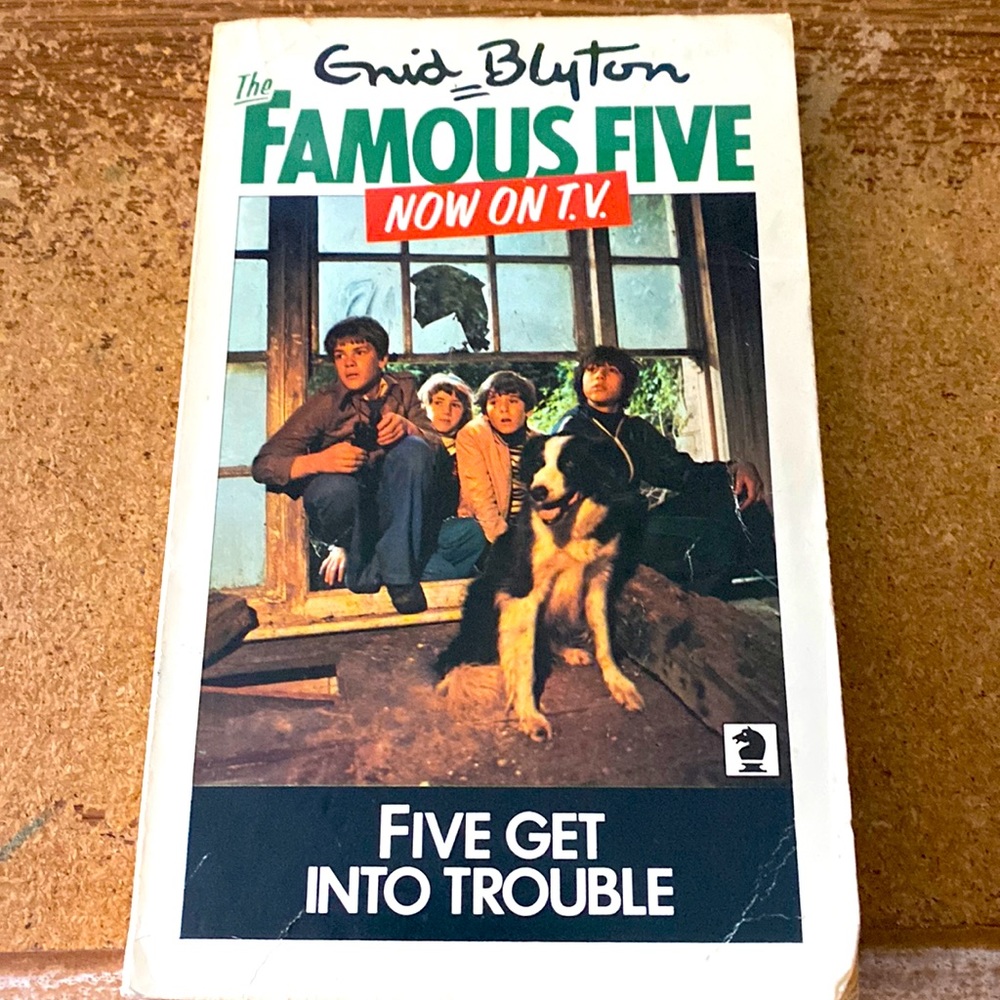 Enid Blyton
The
FAMOUS FIVE
NOW ON T.V.
FIVE GET
INTO TROUBLE